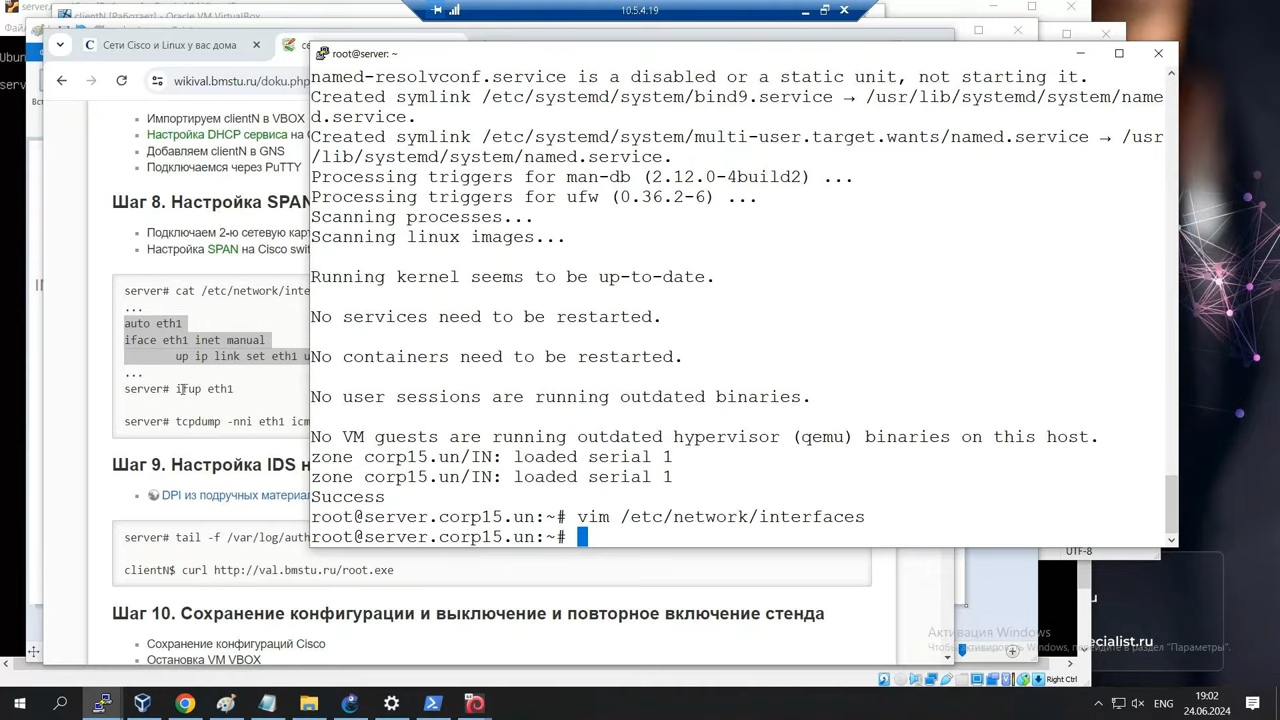 10.5.4.19
clientN [Работает] - Oracle VM VirtualBox
Сети Cisco и Linux у вас дома
wikival.bmstu.ru/doku.php
root@server: ~
named-resolvconf.service is a disabled or a static unit, not starting it.
Created symlink /etc/systemd/system/bind9.service → /usr/lib/systemd/system/name
d.service.
Created symlink /etc/systemd/system/multi-user.target.wants/named.service → /usr
/lib/systemd/system/named.service.
Processing triggers for man-db (2.12.0-4build2) ...
Processing triggers for ufw (0.36.2-6) ...
Scanning processes...
Scanning linux images...
Running kernel seems to be up-to-date.
No services need to be restarted.
No containers need to be restarted.
No user sessions are running outdated binaries.
No VM guests are running outdated hypervisor (qemu) binaries on this host.
zone corp15.un/IN: loaded serial 1
zone corp15.un/IN: loaded serial 1
Success
root@server.corp15.un:~# vim /etc/network/interfaces
root@server.corp15.un:~#
Импортируем clientN в VBOX
Настройка DHCP сервиса на
Добавляем clientN в GNS
Подключаемся через PuTTY
Шаг 8. Настройка SPAN
Подключаем 2-ю сетевую кар
Настройка SPAN на Cisco swit
server# cat /etc/network/inte
...
auto eth1
iface eth1 inet manual
up ip link set eth1 u
...
server# ifup eth1
server# tcpdump -nni eth1 icm
Шаг 9. Настройка IDS н
DPI из подручных материал
server# tail -f /var/log/auth
clientN$ curl http://val.bmstu.ru/root.exe
Шаг 10. Сохранение конфигурации и выключение и повторное включение стенда
Сохранение конфигураций Cisco
Остановка VM VBOX
UTF-8
ecialist.ru
Активация Windows
Чтобы активировать Windows, перейдите в раздел "Параметры".
Right Ctrl
ENG
19:02
24.06.2024